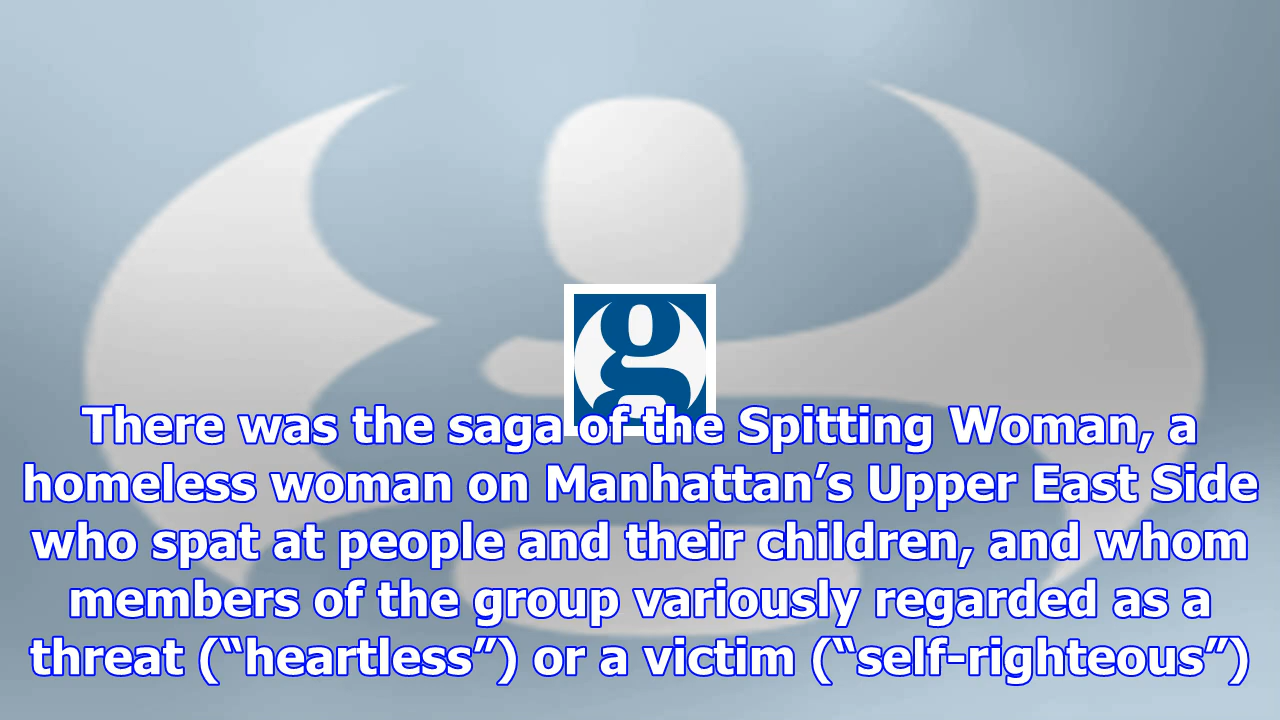 g
There was the saga of the Spitting Woman, a
homeless woman on Manhattan’s Upper East Side
who spat at people and their children, and whom
members of the group variously regarded as a
threat (“heartless”) or a victim (“self-righteous”)